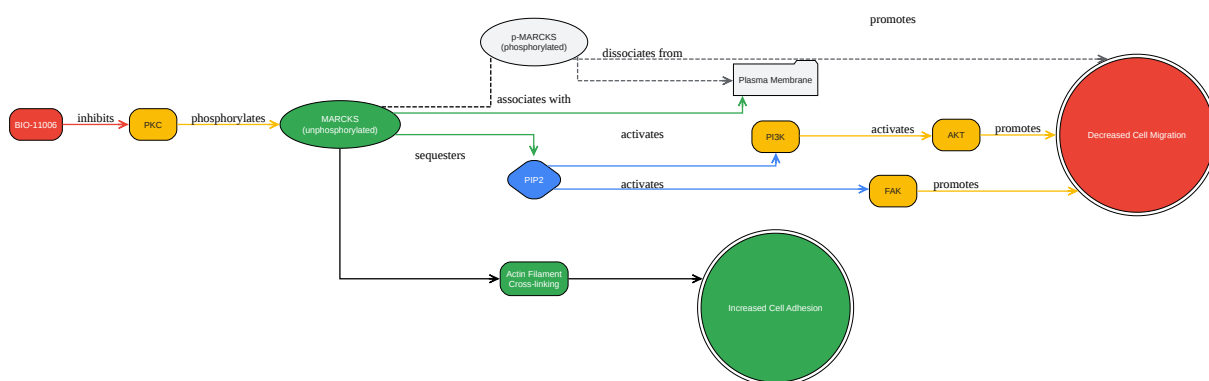 promotes
p-MARCKS
(phosphorylated)
dissociates from
Plasma Membrane
associates with
BIO-11006
inhibits
PKC
phosphorylates
MARCKS
(unphosphorylated)
activates
PI3K
activates
AKT
promotes
Decreased Cell Migration
sequesters
PIP2
activates
FAK
promotes
Actin Filament
Cross-linking
Increased Cell Adhesion